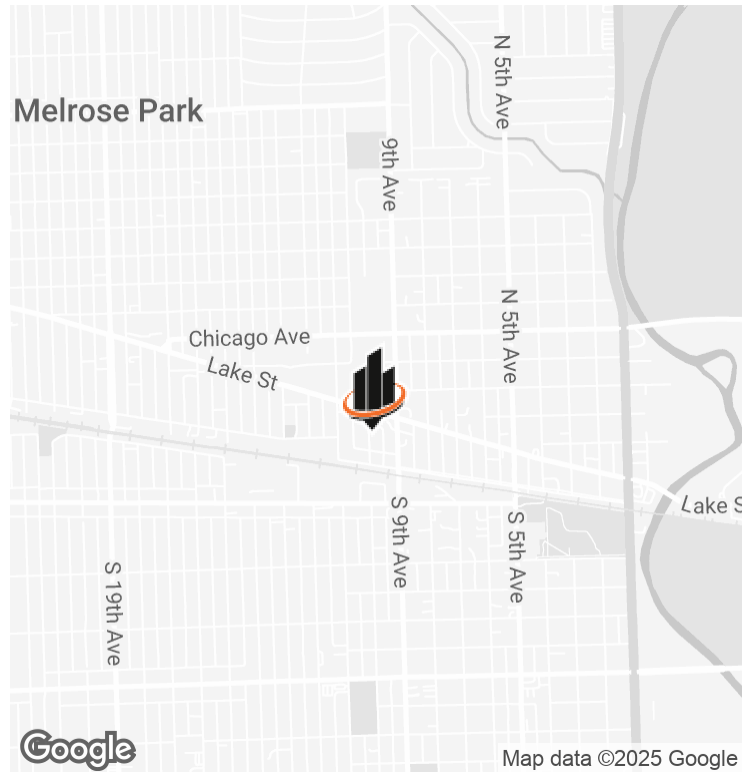 N 5th Ave
Melrose Park
9th Ave
N 5th Ave
Chicago Ave
Lake St
Lake S
S 9th Ave
S 5th Ave
S 19th Ave
Google
Map data ©2025 Google